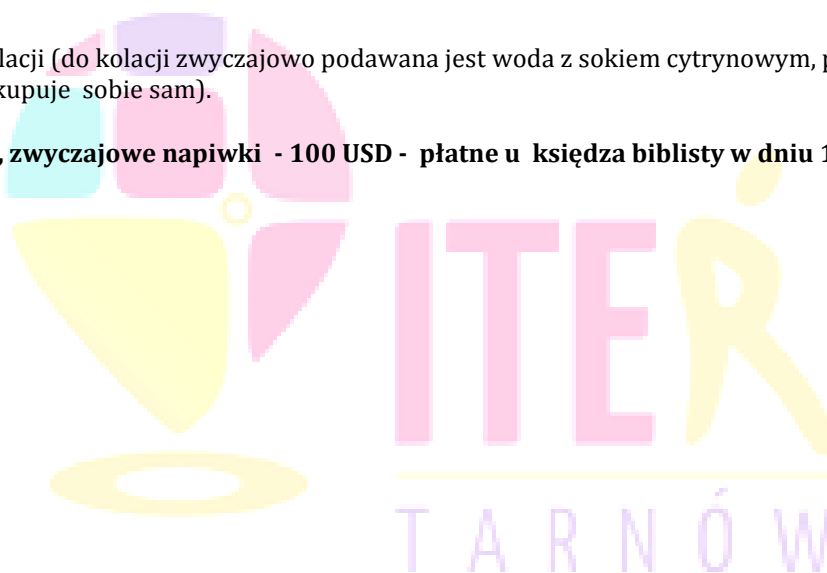 lacji (do kolacji zwyczajowo podawana jest woda z sokiem cytrynowym, p
kupuje sobie sam).
, zwyczajowe napiwki - 100 USD - płatne u księdza biblisty w dniu 1
ITER
TARNÓW